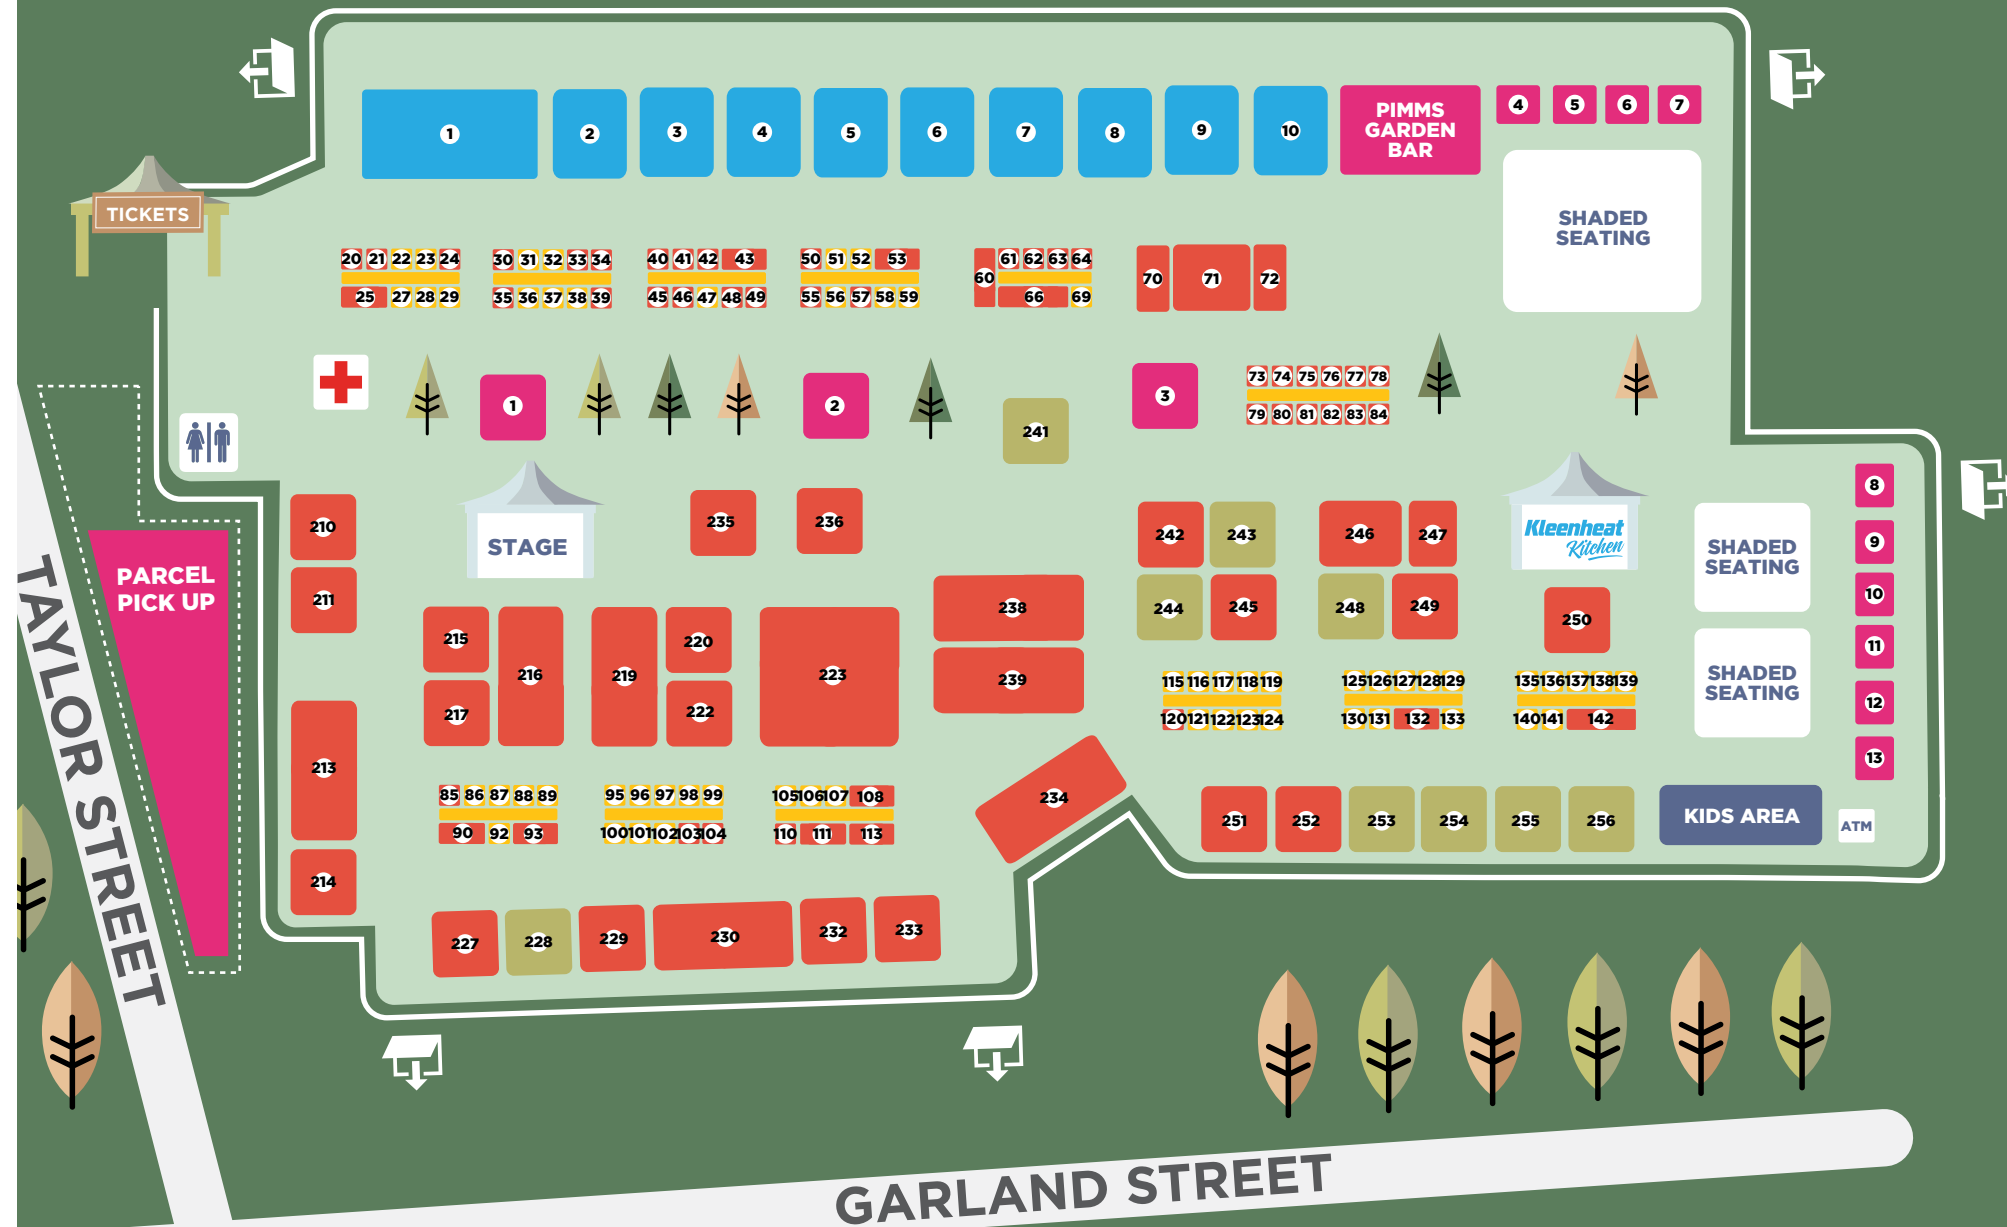 1 2 3 4 5 6 7 8 9 10
PIMMS
GARDEN
BAR
4 5 6 7
SHADED
SEATING
TICKETS
20 21 22 23 24
25 27 28 29
30 31 32 33 34
35 36 37 38 39
40 41 42 43
45 46 47 48 49
50 51 52 53
55 56 57 58 59
60
61 62 63 64
66 69
70 71 72
1 2 3
241
73 74 75 76 77 78
79 80 81 82 83 84
STAGE
235 236
242 243 246 247
244 245 248 249
Kleenheat
Kitchen
250
SHADED
SEATING
SHADED
SEATING
8
9
10
11
12
13
210
211
213
214
PARCEL
PICK UP
215 216 219 220 223
217 222
238
239
115 116 117 118 119
120 121 122 123 124
125 126 127 128 129
130 131 132 133
135 136 137 138 139
140 141 142
85 86 87 88 89
90 92 93
95 96 97 98 99
100 101 102 103 104
105 106 107 108
110 111 113
234
251 252 253 254 255 256
KIDS AREA
ATM
227 228 229 230 232 233
TAYLOR STREET
GARLAND STREET